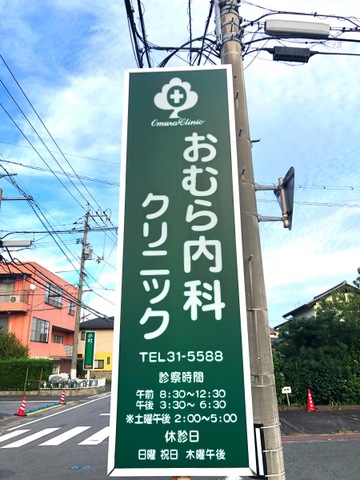 Omura Clinic
おむら内科
クリニック
TEL31-5588
診察時間
午前 8:30～12:30
午後 3:30～6:30
※土曜午後 2:00～5:00
休診日
日曜 祝日 木曜午後